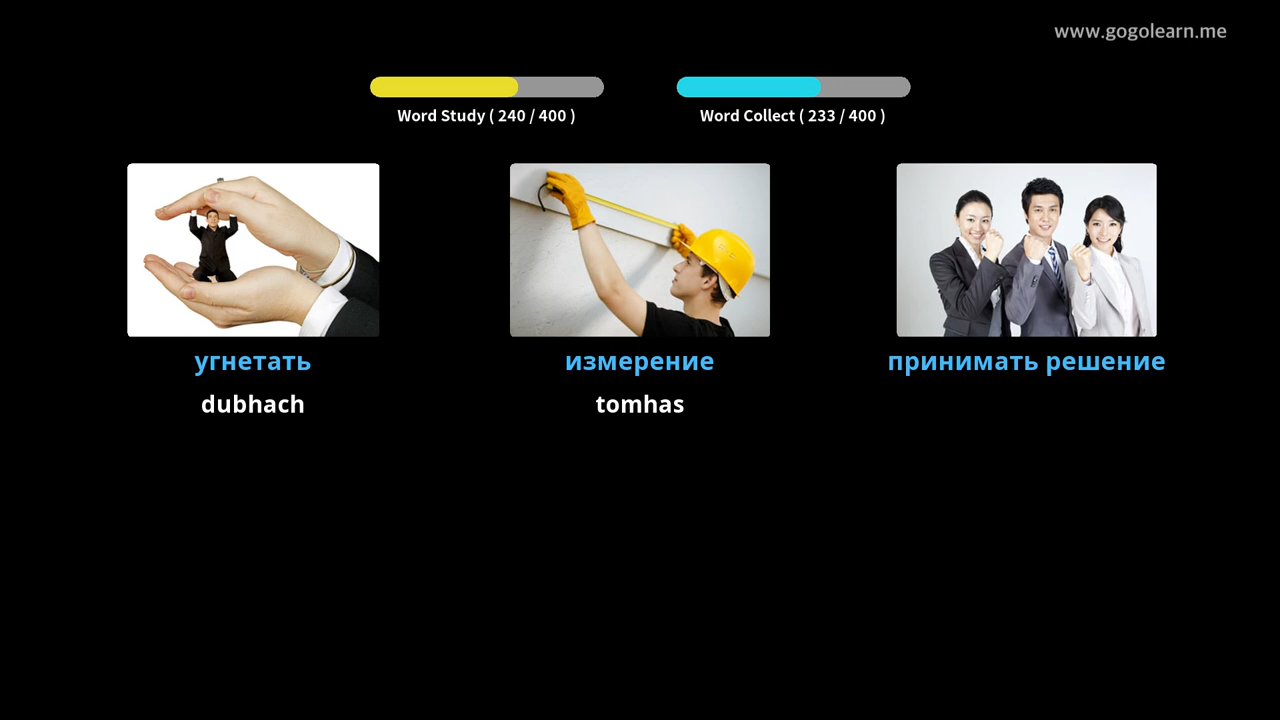 www.gogolearn.me
Word Study ( 240 / 400 )
Word Collect ( 233 / 400 )
угнетать
измерение
принимать решение
dubhach
tomhas